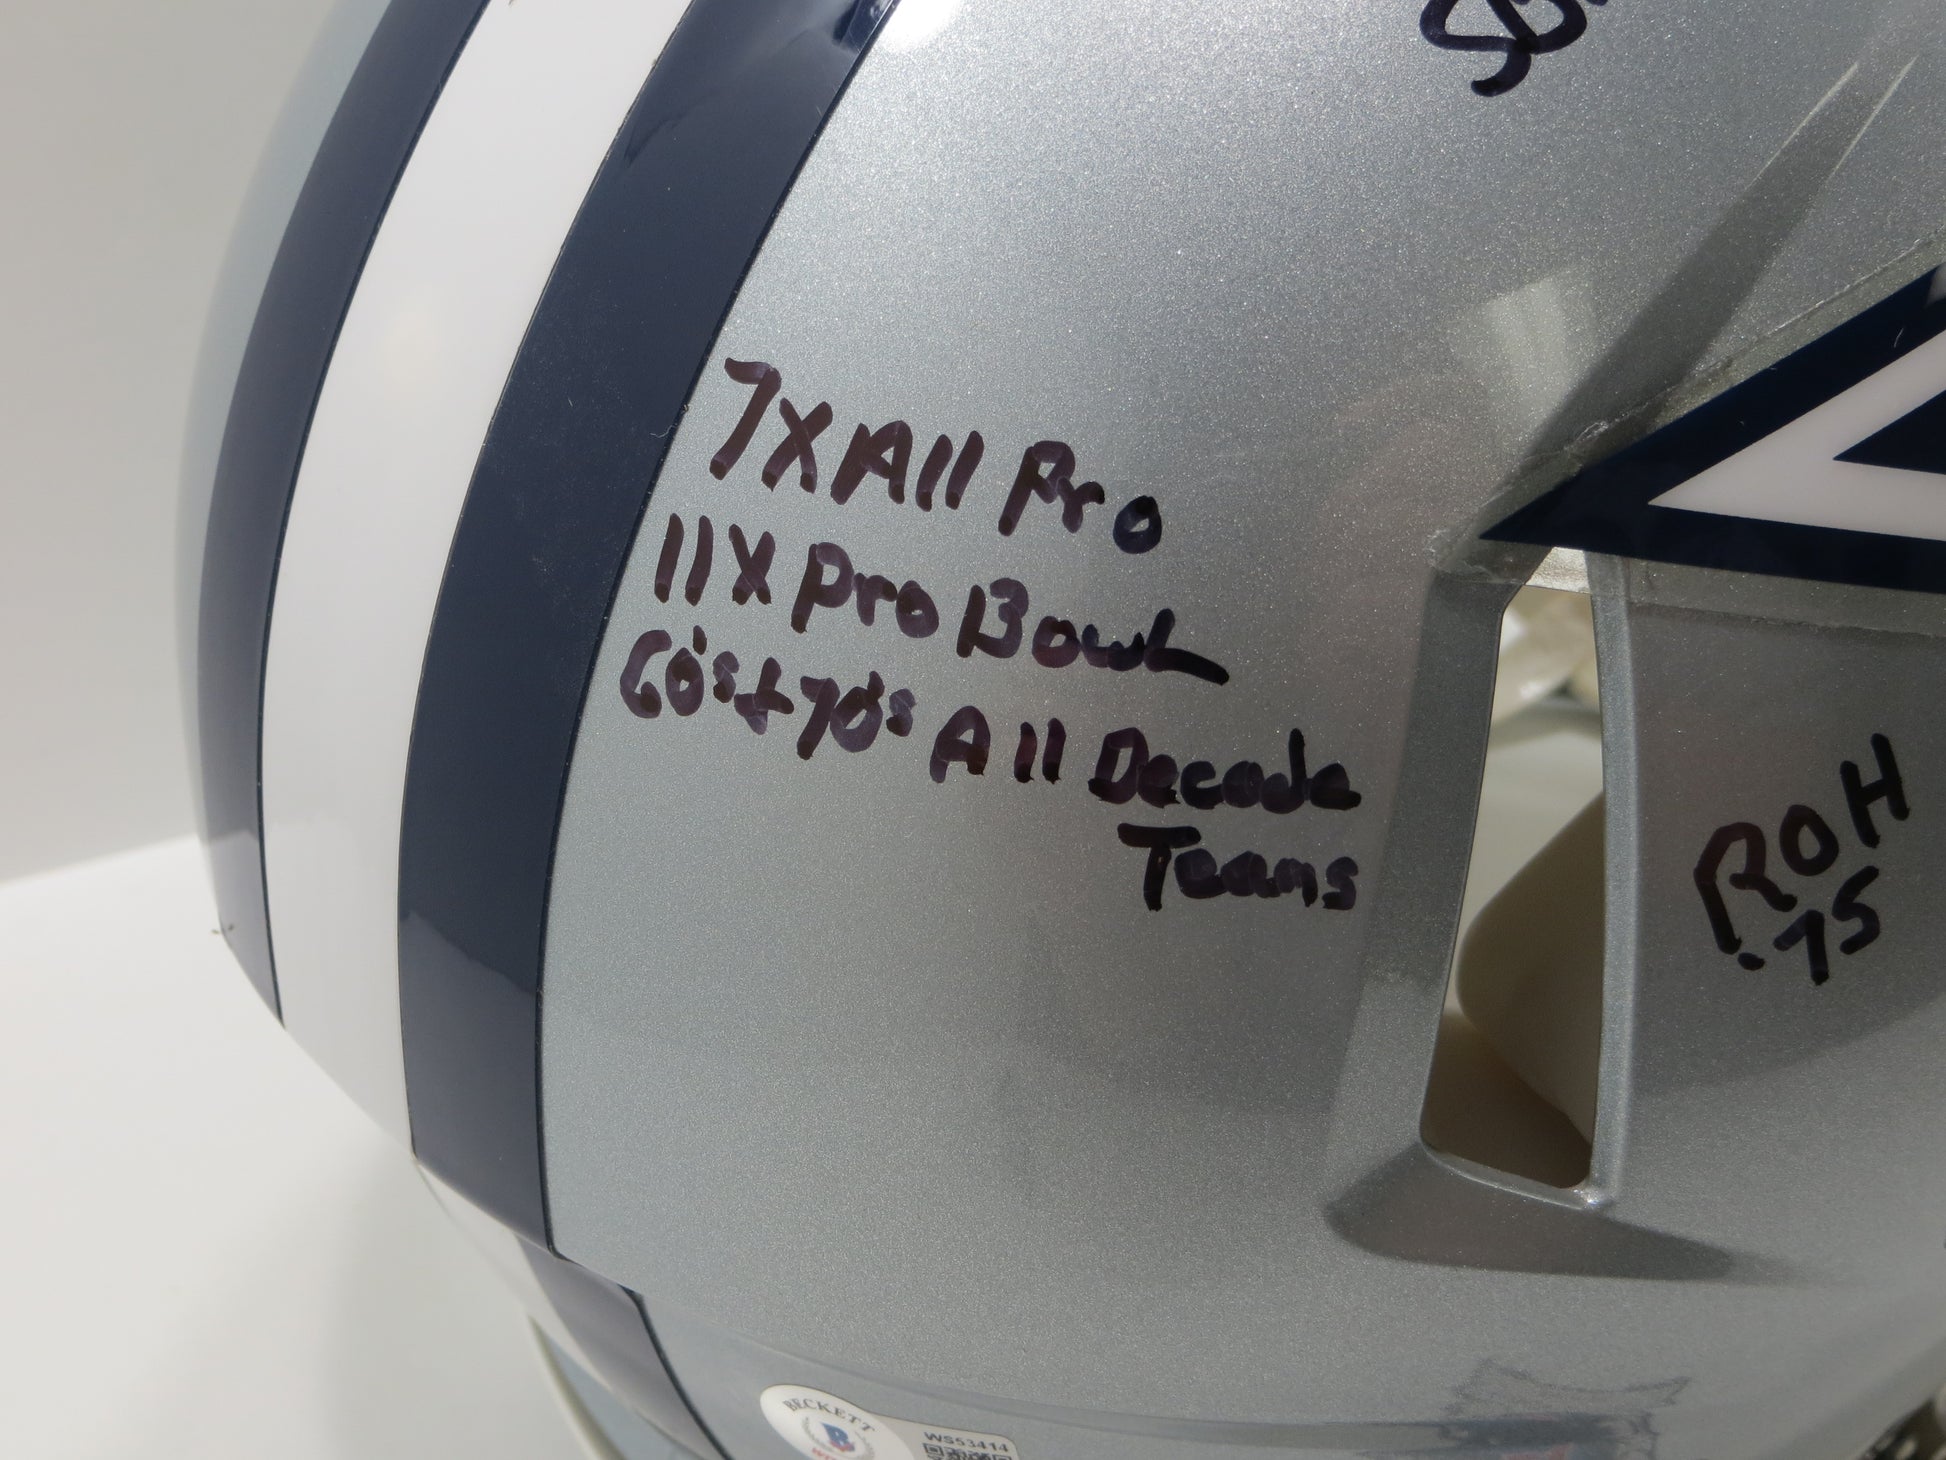 7X All Pro
11X Pro Bowl
60's + 70's All Decade
Teams
ROH
'75
BECKETT
B
WS53414